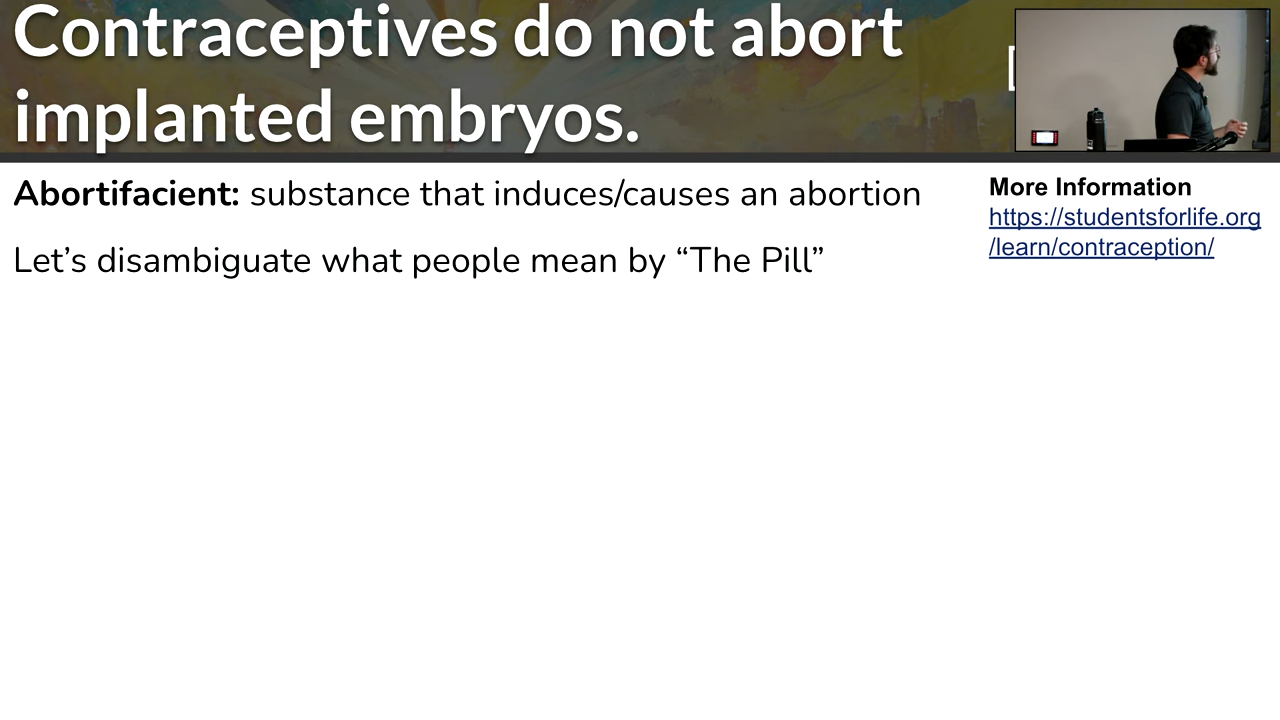 Contraceptives do not abort
implanted embryos.
Abortifacient: substance that induces/causes an abortion
Let’s disambiguate what people mean by “The Pill”
More Information
https://studentsforlife.org
/learn/contraception/